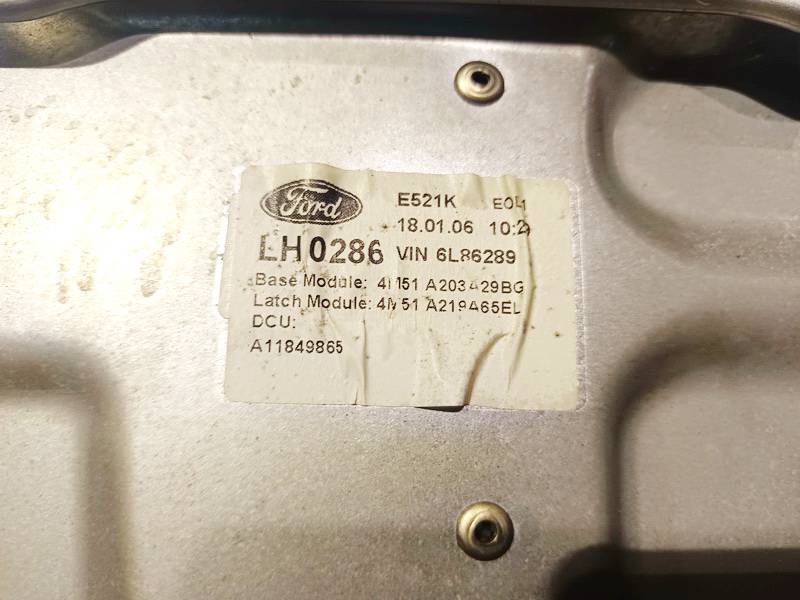 Ford E521K EOL1
18.01.06 10:2
LH0286 VIN 6L86289
Base Module: 4M51 A203A29BG
Latch Module: 4M51 A219A65EL
DCU:
A11849865